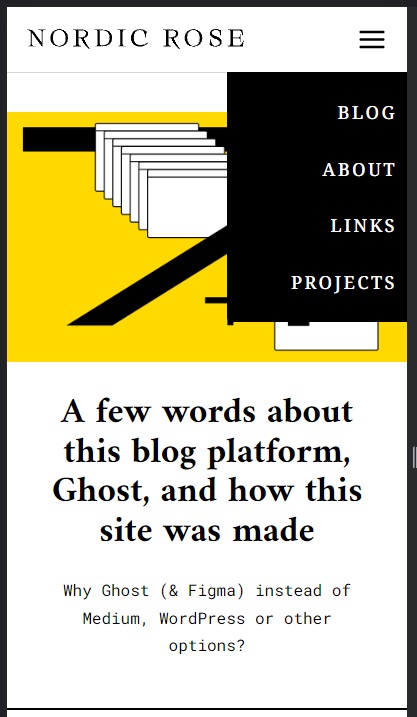 NORDIC ROSE
BLOG
ABOUT
LINKS
PROJECTS
A few words about
this blog platform,
Ghost, and how this
site was made
Why Ghost (& Figma) instead of
Medium, WordPress or other
options?